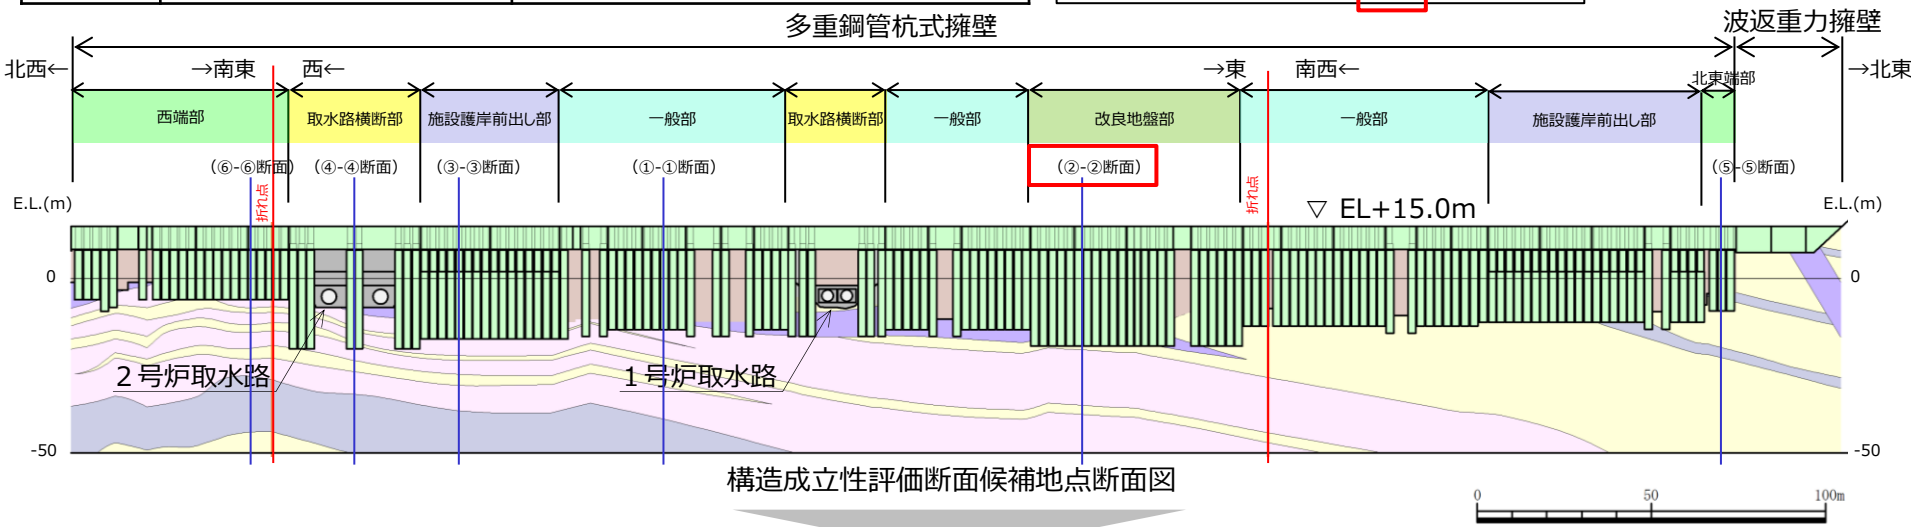 多重鋼管杭式擁壁
波返重力擁壁
北西←
→南東
西←
→東
南西←
→北東
西端部
取水路横断部
施設護岸前出し部
一般部
取水路横断部
一般部
改良地盤部
一般部
施設護岸前出し部
北東端部
(⑥-⑥断面)
(④-④断面)
(③-③断面)
(①-①断面)
(②-②断面)
(⑤-⑤断面)
折れ点
折れ点
E.L.(m)
▽ EL+15.0m
E.L.(m)
0
0
2号炉取水路
1号炉取水路
-50
-50
構造成立性評価断面候補地点断面図
0
50
100m